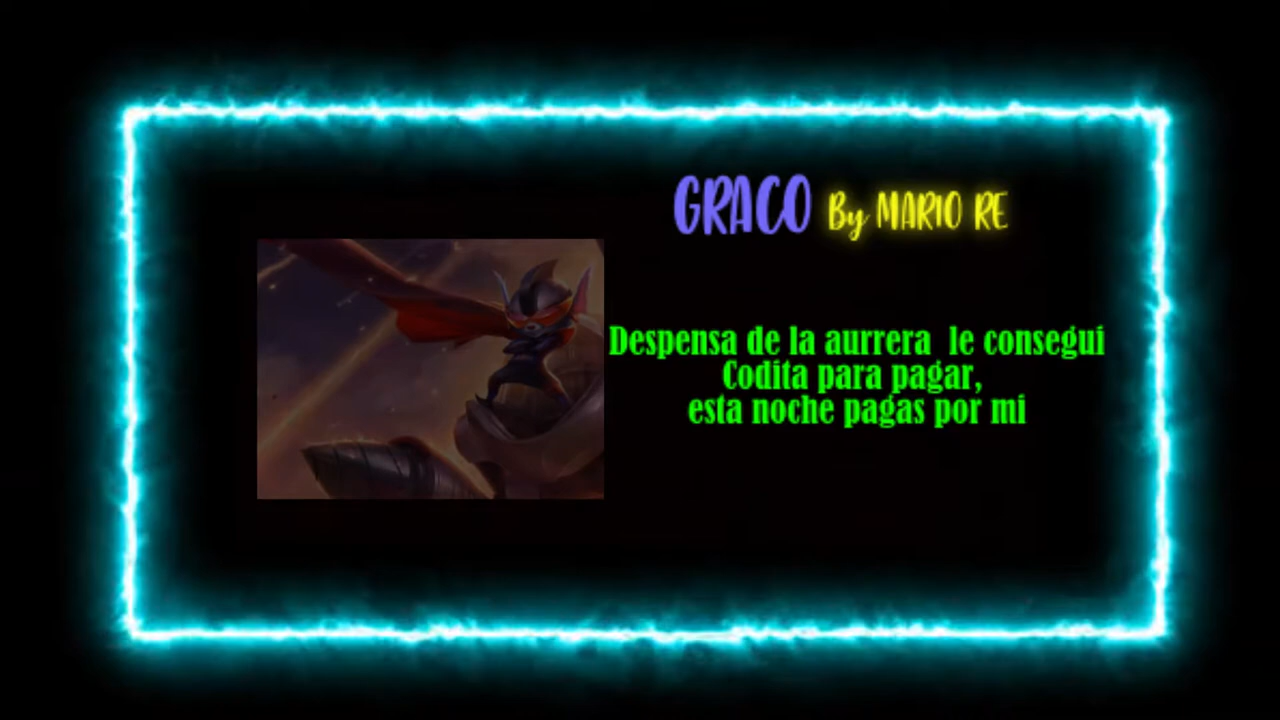 GRACO By MARIO RE
Despensa de la aurrera le consegui
Codita para pagar,
esta noche pagas por mi